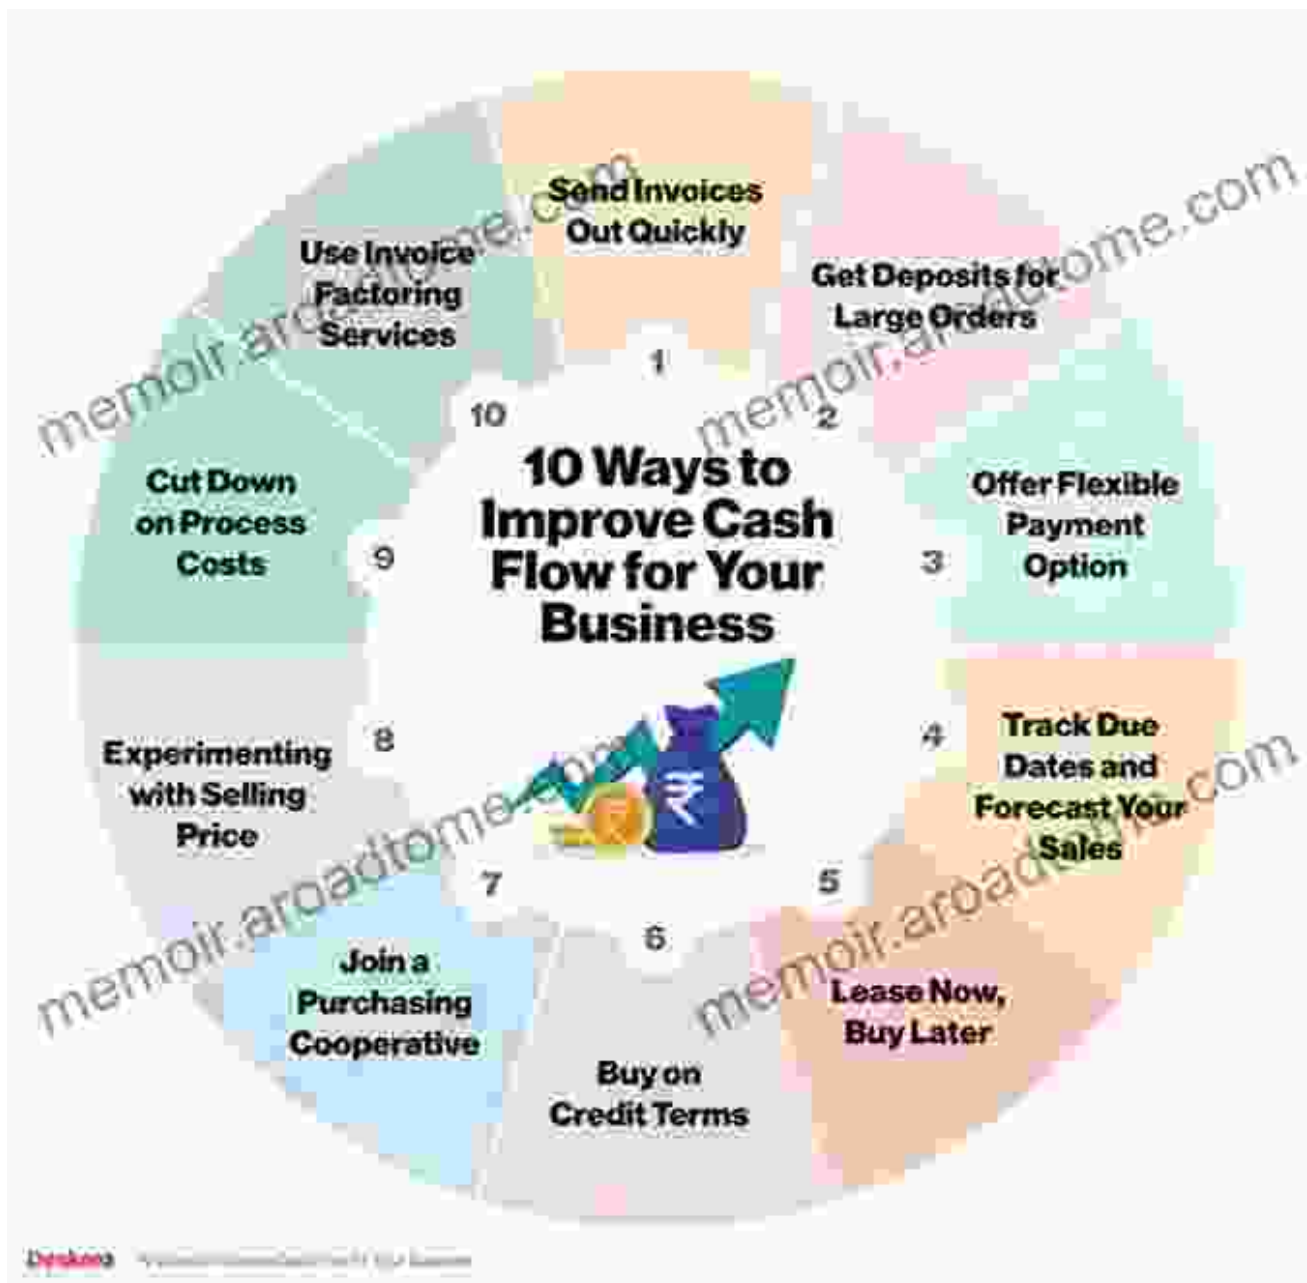 Send Invoices
Out Quickly
1
Get Deposits for
Large Orders
2
Offer Flexible
Payment
Option
3
Track Due
Dates and
Forecast Your
Sales
4
Lease Now,
Buy Later
5
Buy on
Credit Terms
6
Join a
Purchasing
Cooperative
7
Experimenting
with Selling
Price
8
Cut Down
on Process
Costs
9
Use Invoice
Factoring
Services
10
10 Ways to
Improve Cash
Flow for Your
Business
₹
memoir.aroadtome.com
memoir.aroadtome.com
memoir.aroadtome.com
memoir.aroadtome.com
Deskera